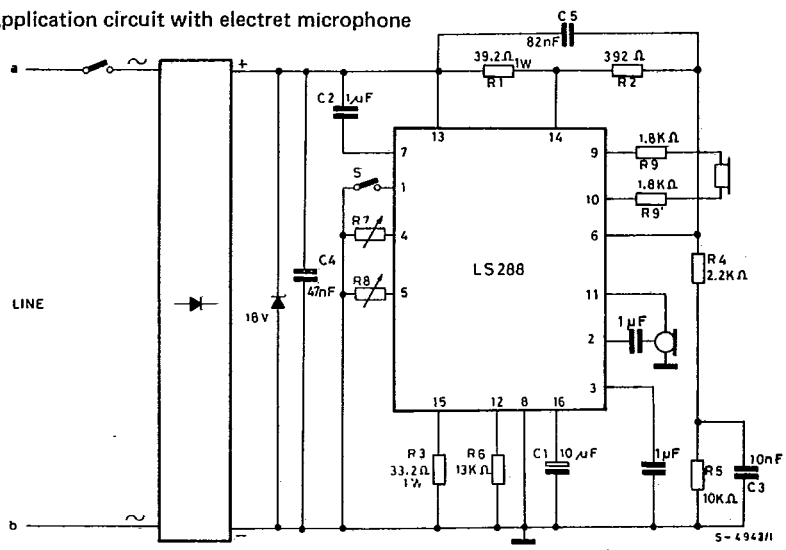 pplication circuit with electret microphone
C5
82nF
a
~
+
39.2Ω
1W
R1
392 Ω
R2
C2
1µF
13
14
7
9
1.8KΩ
R9
S
1
10
1.8KΩ
R9'
R7
4
6
R4
2.2KΩ
C4
47nF
R8
5
LS288
11
LINE
18V
1µF
2
3
15
12
8
16
R3
33.2Ω
1W
R6
13KΩ
C1
10µF
1µF
R5
10KΩ
10nF
C3
b
~
-
S-4943/1